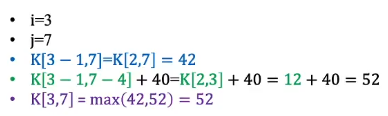 • i=3
• j=7
• K[3 − 1,7]=K[2,7] = 42
• K[3 − 1,7 − 4] + 40=K[2,3] + 40 = 12 + 40 = 52
• K[3,7] = max(42,52) = 52